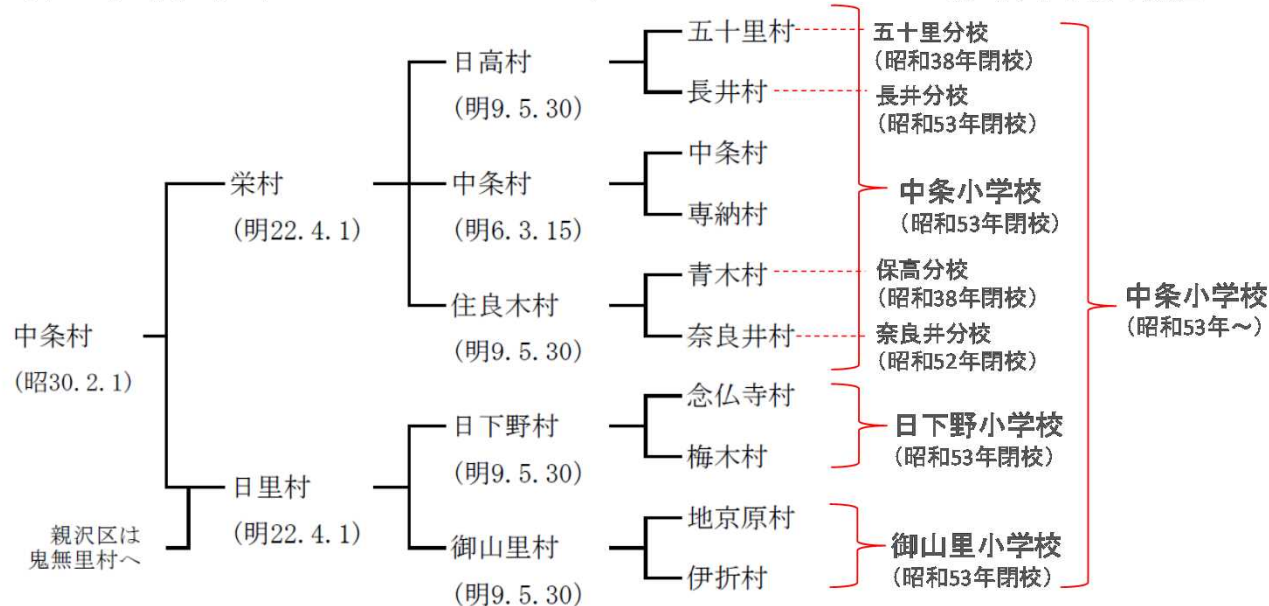 中条村
(昭30.2.1)
親沢区は
鬼無里村へ
栄村
(明22.4.1)
日里村
(明22.4.1)
日高村
(明9.5.30)
中条村
(明6.3.15)
住良木村
(明9.5.30)
日下野村
(明9.5.30)
御山里村
(明9.5.30)
五十里村
長井村
中条村
専納村
青木村
奈良井村
念仏寺村
梅木村
地京原村
伊折村
五十里分校
(昭和38年閉校)
長井分校
(昭和53年閉校)
中条小学校
(昭和53年閉校)
保高分校
(昭和38年閉校)
奈良井分校
(昭和52年閉校)
日下野小学校
(昭和53年閉校)
御山里小学校
(昭和53年閉校)
中条小学校
(昭和53年～)